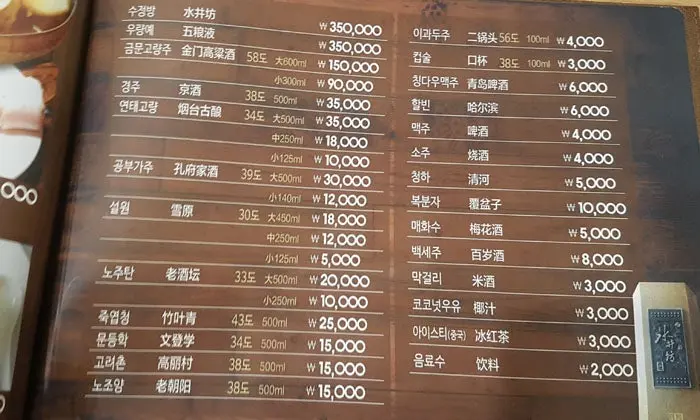 수정방 水井坊 ₩350,000
우량예 五粮液 ₩350,000
금문고량주 金门高粱酒 58도 大600ml ₩150,000
小300ml ₩90,000
경주 京酒 38도 500ml ₩35,000
연태고량 烟台古酿 34도 大500ml ₩35,000
中250ml ₩18,000
小125ml ₩10,000
공부가주 孔府家酒 39도 大500ml ₩30,000
小140ml ₩12,000
설원 雪原 30도 大450ml ₩18,000
中250ml ₩12,000
小125ml ₩5,000
노주탄 老酒坛 33도 大500ml ₩20,000
小250ml ₩10,000
죽엽청 竹叶青 43도 500ml ₩25,000
문등학 文登学 34도 500ml ₩15,000
고려촌 高丽村 38도 500ml ₩15,000
노조양 老朝阳 38도 500ml ₩15,000
이과두주 二锅头 56도 100ml ₩4,000
컵술 口杯 38도 100ml ₩3,000
칭다우맥주 青岛啤酒 ₩6,000
할빈 哈尔滨 ₩6,000
맥주 啤酒 ₩4,000
소주 烧酒 ₩4,000
청하 清河 ₩5,000
복분자 覆盆子 ₩10,000
매화수 梅花酒 ₩5,000
백세주 百岁酒 ₩8,000
막걸리 米酒 ₩3,000
코코넛우유 椰汁 ₩3,000
아이스티(중국) 冰红茶 ₩3,000
음료수 饮料 ₩2,000
000
水井坊